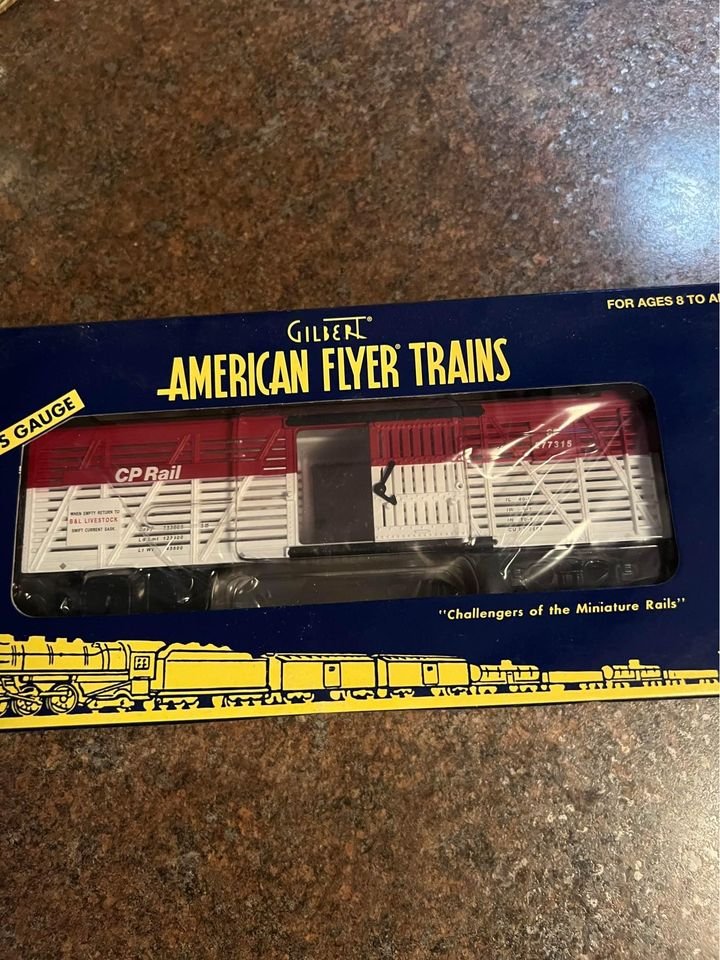 FOR AGES 8 TO
GILBERT®
AMERICAN FLYER® TRAINS
S GAUGE
CP Rail
277315
WHEN EMPTY RETURN TO
B&L LIVESTOCK
SWIFT CURRENT SASK.
"Challengers of the Miniature Rails"